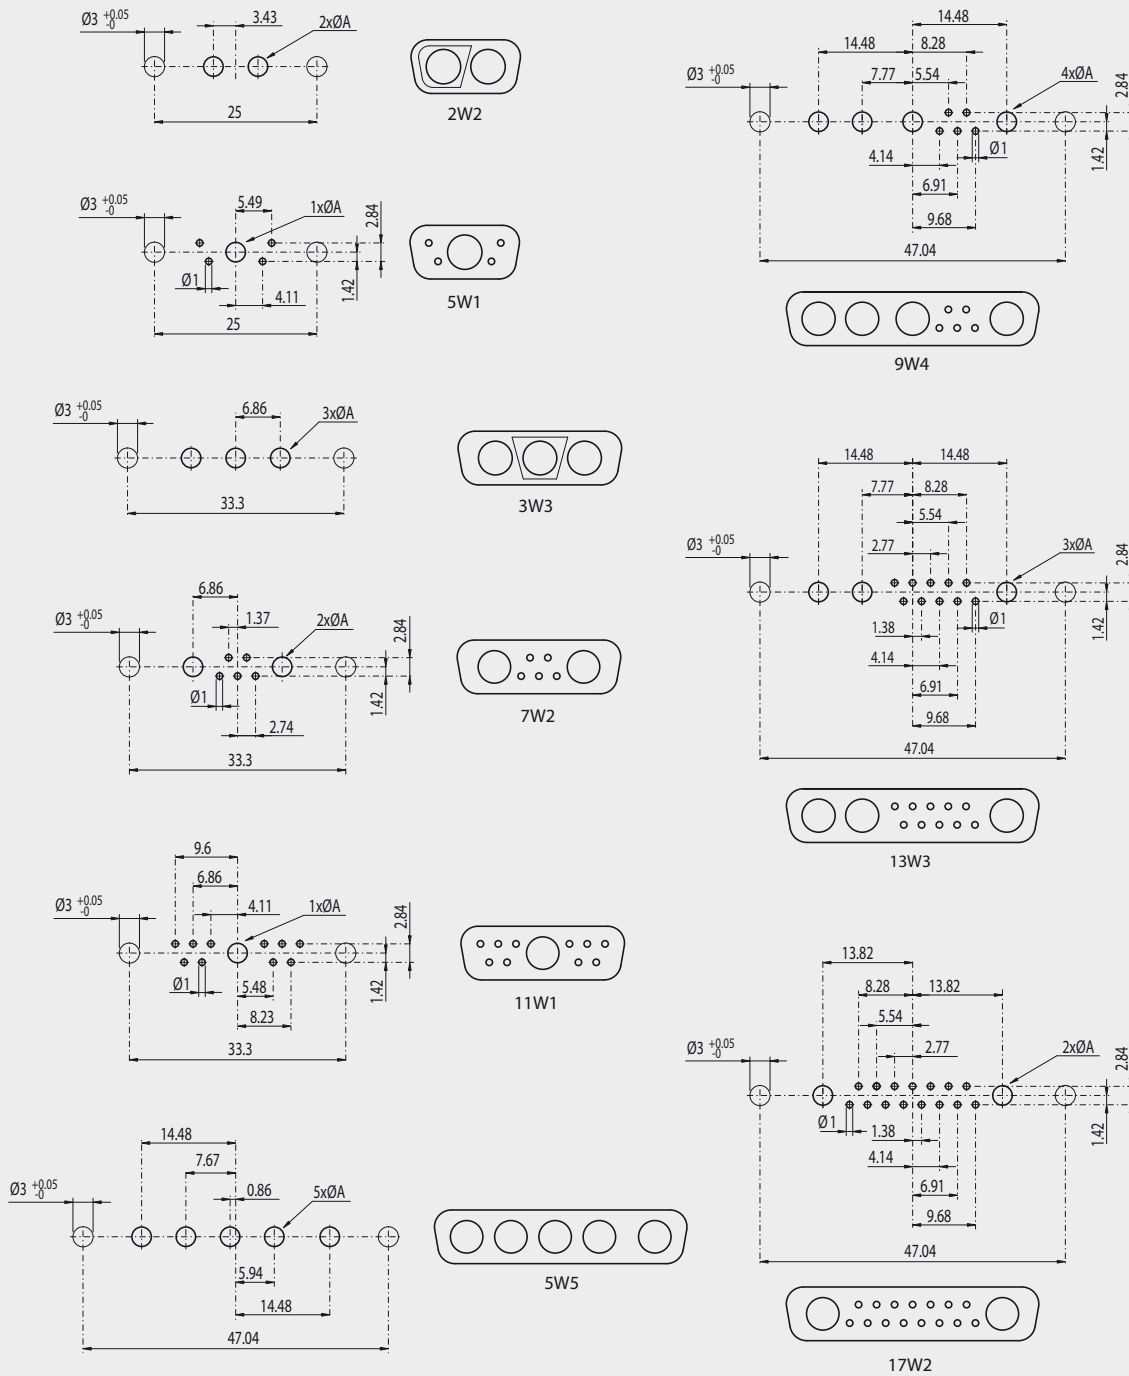 Ø3 +0.05 -0
3.43
2xØA
25
2W2
Ø3 +0.05 -0
5.49
1xØA
2.84
1.42
Ø1
4.11
25
5W1
Ø3 +0.05 -0
6.86
3xØA
33.3
3W3
Ø3 +0.05 -0
6.86
1.37
2xØA
2.84
1.42
Ø1
2.74
33.3
7W2
9.6
6.86
4.11
Ø3 +0.05 -0
1xØA
2.84
1.42
Ø1
5.48
8.23
33.3
11W1
14.48
7.67
0.86
Ø3 +0.05 -0
5xØA
5.94
14.48
47.04
5W5
14.48
14.48
8.28
7.77
5.54
Ø3 +0.05 -0
4xØA
2.84
1.42
Ø1
4.14
6.91
9.68
47.04
9W4
14.48
14.48
7.77
8.28
5.54
2.77
Ø3 +0.05 -0
3xØA
2.84
1.42
Ø1
1.38
4.14
6.91
9.68
47.04
13W3
13.82
8.28
13.82
5.54
2.77
Ø3 +0.05 -0
2xØA
2.84
1.42
Ø1
1.38
4.14
6.91
9.68
47.04
17W2